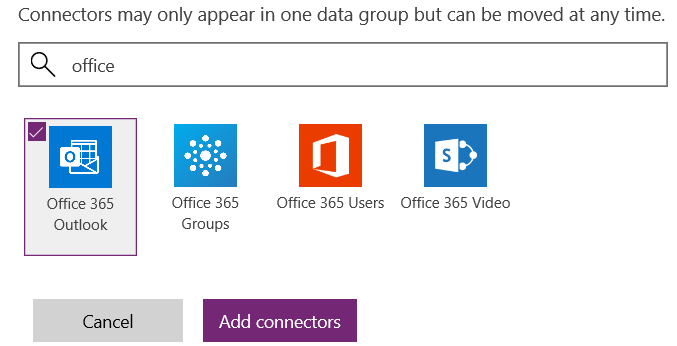 Connectors may only appear in one data group but can be moved at any time.
office
Office 365 Outlook
Office 365 Groups
Office 365 Users
Office 365 Video
Cancel
Add connectors